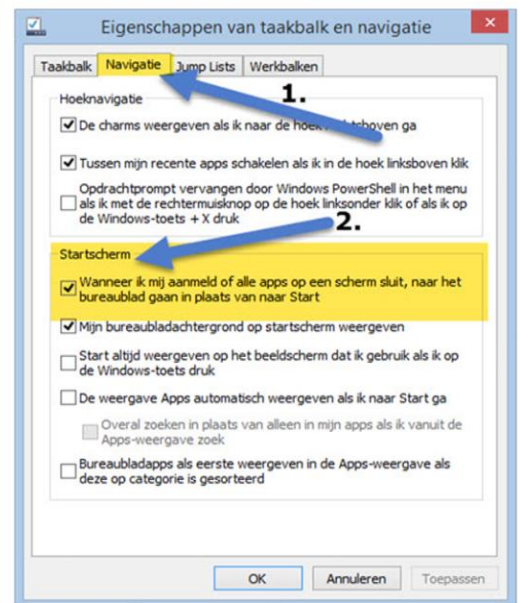 Eigenschappen van taakbalk en navigatie
Taakbalk Navigatie Jump Lists Werkbalken
1.
Hoeknavigatie
De charms weergeven als ik naar de hoek rechtsboven ga
Tussen mijn recente apps schakelen als ik in de hoek linksboven klik
Opdrachtprompt vervangen door Windows PowerShell in het menu
als ik met de rechtermuisknop op de hoek linksonder klik of als ik op
de Windows-toets + X druk
2.
Startscherm
Wanneer ik mij aanmeld of alle apps op een scherm sluit, naar het
bureaublad gaan in plaats van naar Start
Mijn bureaubladachtergrond op startscherm weergeven
Start altijd weergeven op het beeldscherm dat ik gebruik als ik op
de Windows-toets druk
De weergave Apps automatisch weergeven als ik naar Start ga
Overal zoeken in plaats van alleen in mijn apps als ik vanuit de
Apps-weergave zoek
Bureaubladapps als eerste weergeven in de Apps-weergave als
deze op categorie is gesorteerd
OK Annuleren Toepassen